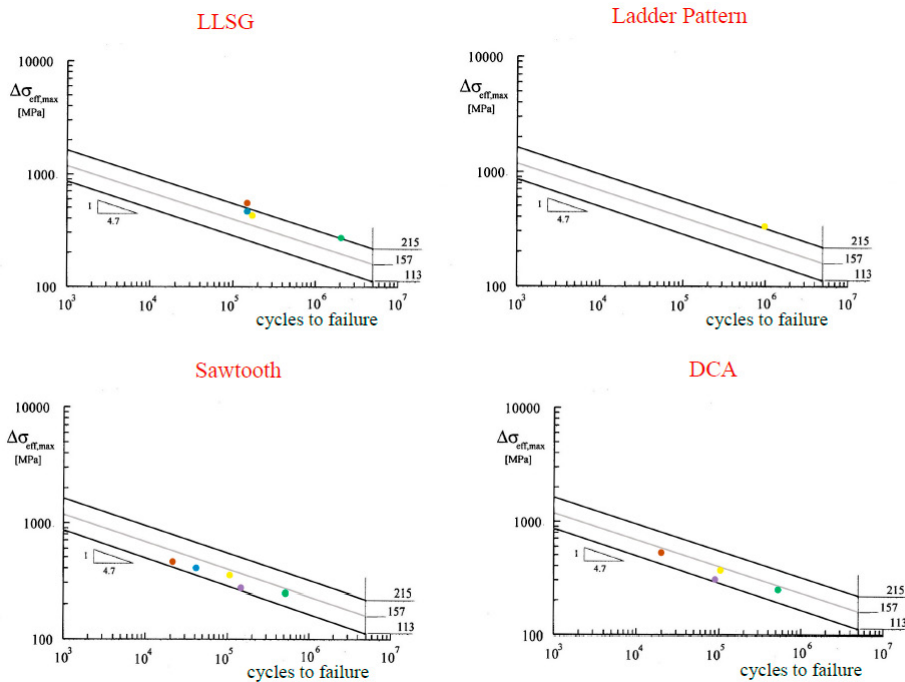 LLSG
10000
Δσeff,max
[MPa]
1000
1
4.7
215
157
113
100
10³ 10⁴ 10⁵ 10⁶ 10⁷
cycles to failure
Ladder Pattern
10000
Δσeff,max
[MPa]
1000
1
4.7
215
157
113
100
10³ 10⁴ 10⁵ 10⁶ 10⁷
cycles to failure
Sawtooth
10000
Δσeff,max
[MPa]
1000
1
4.7
215
157
113
100
10³ 10⁴ 10⁵ 10⁶ 10⁷
cycles to failure
DCA
10000
Δσeff,max
[MPa]
1000
1
4.7
215
157
113
100
10³ 10⁴ 10⁵ 10⁶ 10⁷
cycles to failure